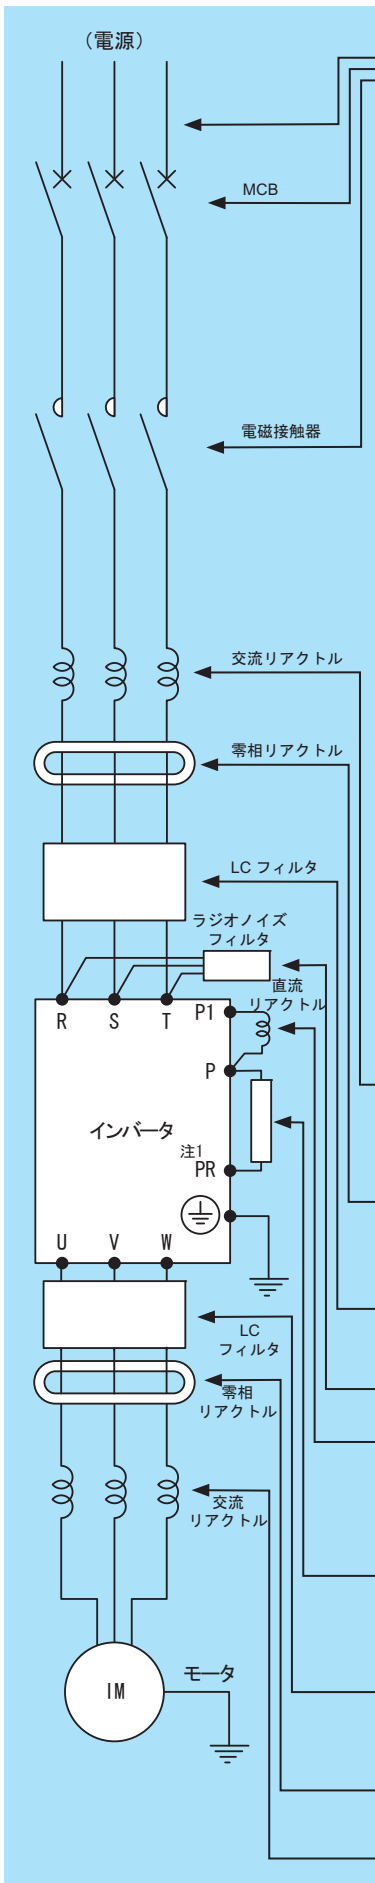 （電源）
MCB
電磁接触器
交流リアクトル
零相リアクトル
LC フィルタ
ラジオノイズ
フィルタ
直流
リアクトル
R S T P1
P
インバータ
注1
PR
U V W
LC
フィルタ
零相
リアクトル
交流
リアクトル
モータ
IM